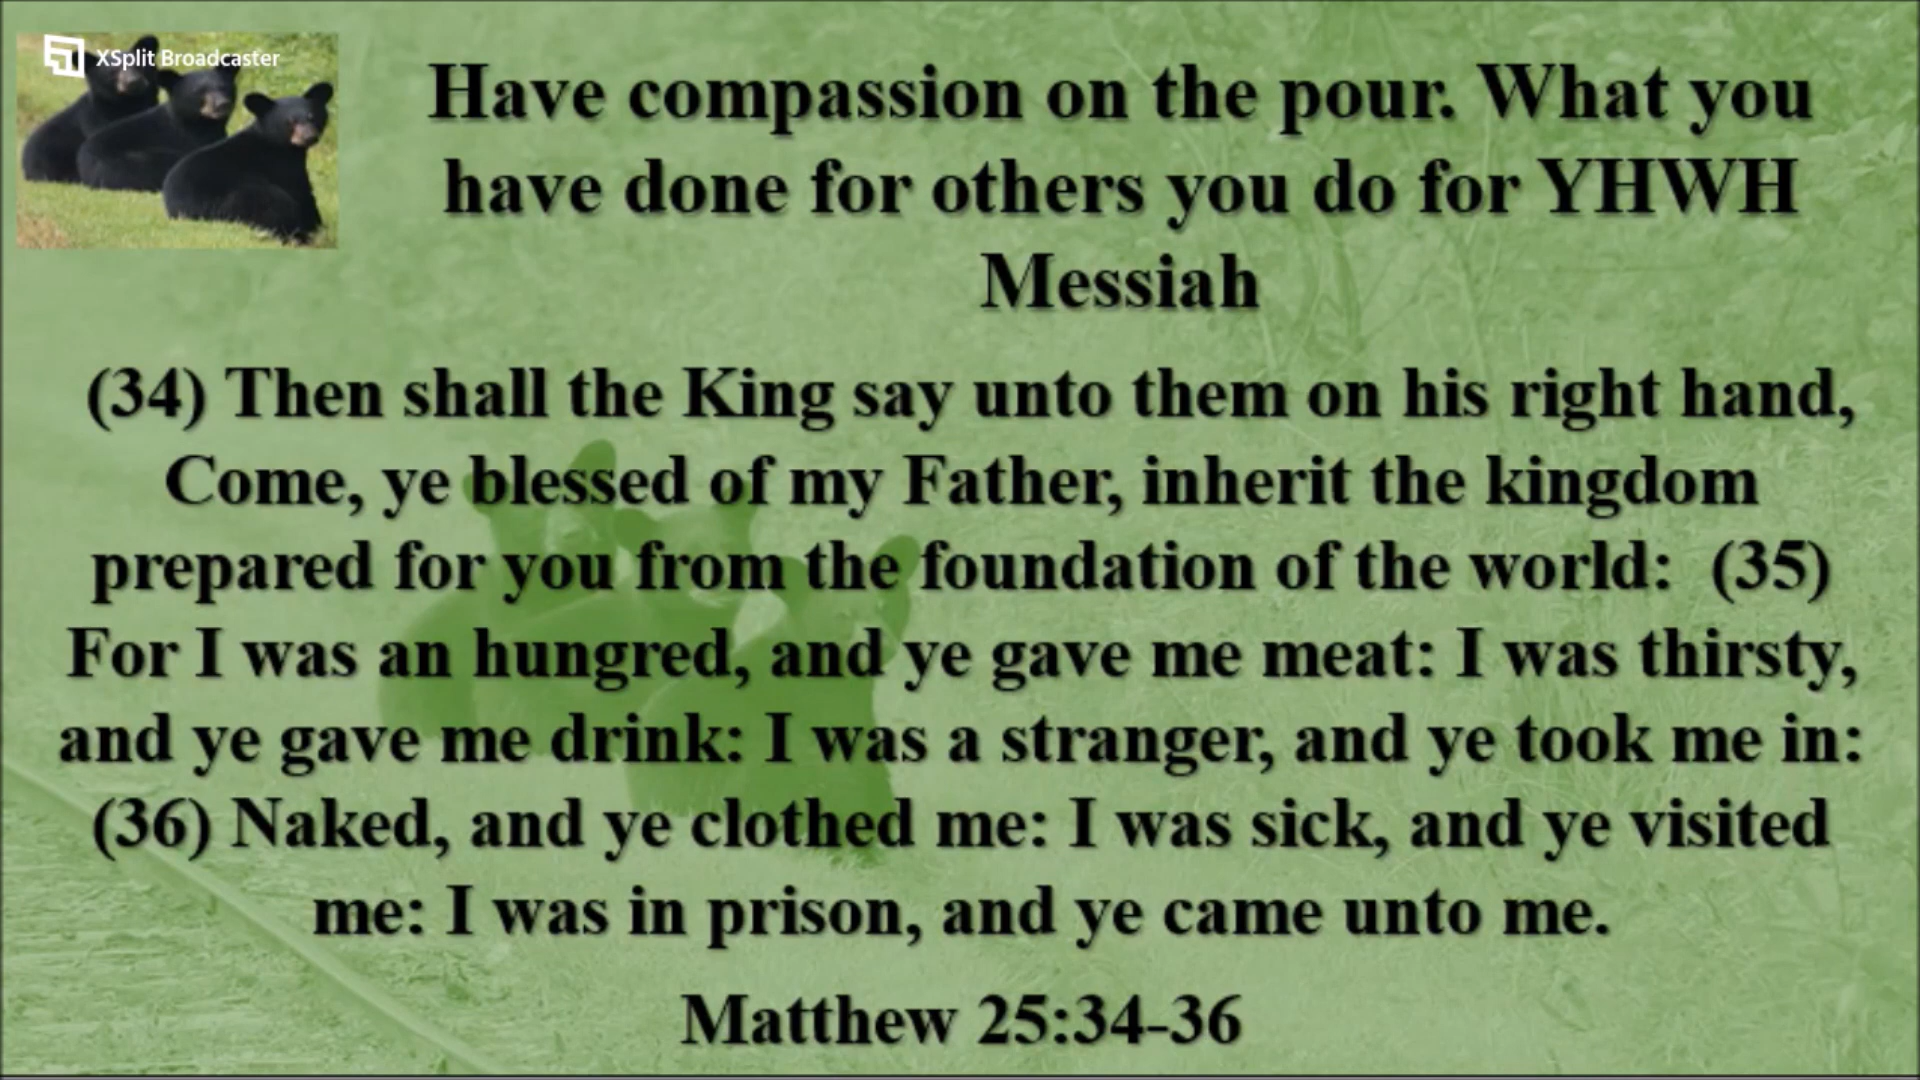 XSplit Broadcaster
Have compassion on the pour. What you
have done for others you do for YHWH
Messiah
(34) Then shall the King say unto them on his right hand,
Come, ye blessed of my Father, inherit the kingdom
prepared for you from the foundation of the world:  (35)
For I was an hungred, and ye gave me meat: I was thirsty,
and ye gave me drink: I was a stranger, and ye took me in:
(36) Naked, and ye clothed me: I was sick, and ye visited
me: I was in prison, and ye came unto me.
Matthew 25:34-36